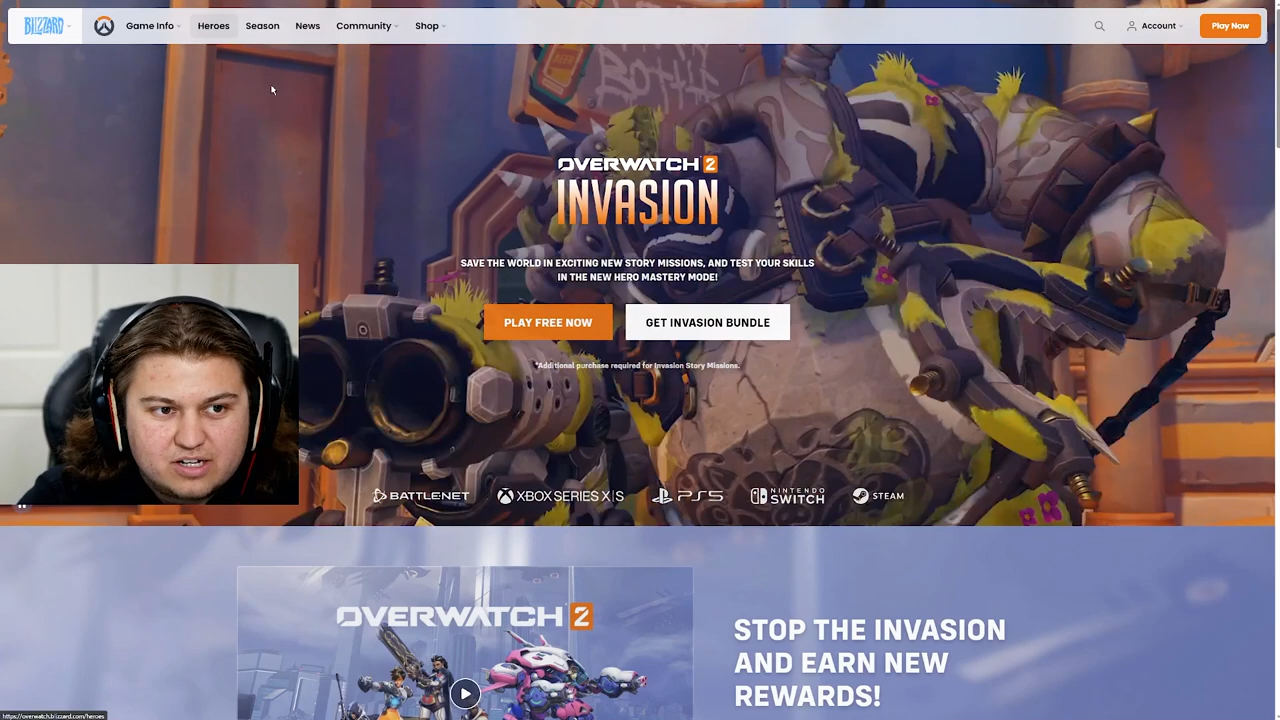 BLIZZARD
Game Info
Heroes
Season
News
Community
Shop
Account
Play Now
OVERWATCH 2
INVASION
SAVE THE WORLD IN EXCITING NEW STORY MISSIONS, AND TEST YOUR SKILLS
IN THE NEW HERO MASTERY MODE!
PLAY FREE NOW
GET INVASION BUNDLE
*Additional purchase required for Invasion Story Missions.
BATTLE.NET
XBOX SERIES X|S
PS5
NINTENDO
SWITCH
STEAM
OVERWATCH 2
STOP THE INVASION
AND EARN NEW
REWARDS!
https://overwatch.blizzard.com/heroes